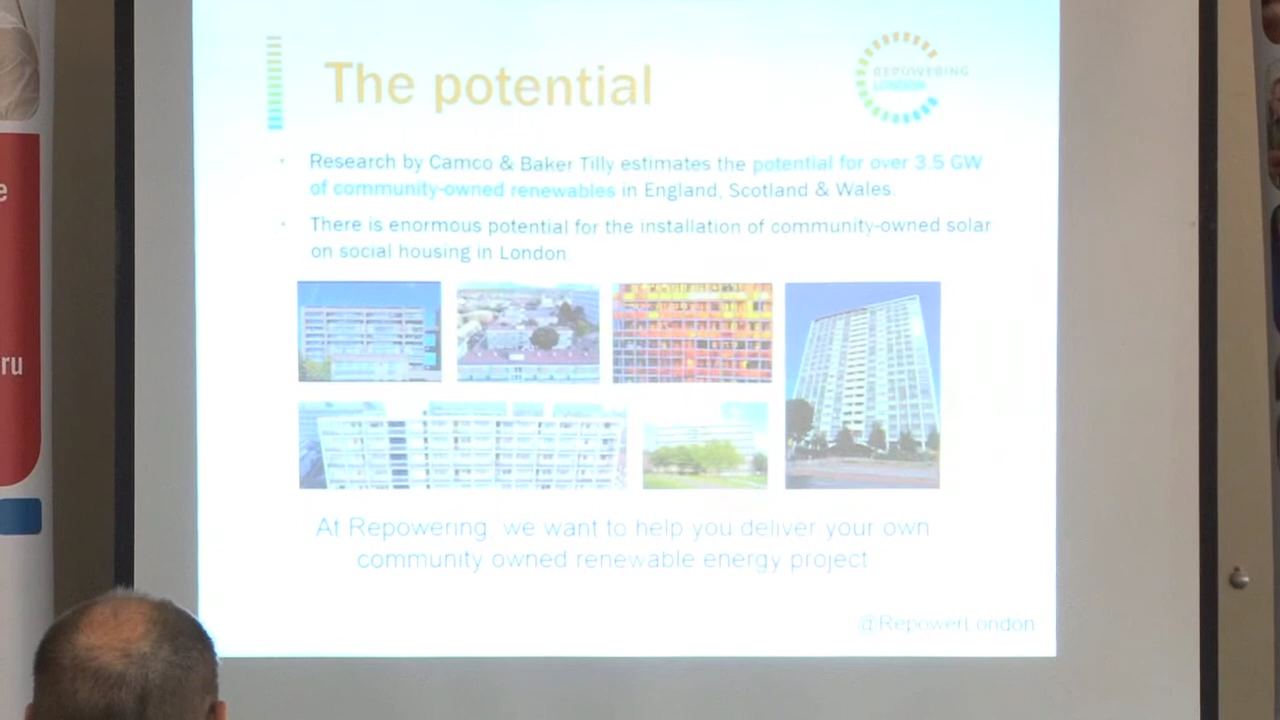 The potential
REPOWERING
LONDON
Research by Camco & Baker Tilly estimates the potential for over 3.5 GW
of community-owned renewables in England, Scotland & Wales.
There is enormous potential for the installation of community-owned solar
on social housing in London.
At Repowering, we want to help you deliver your own
community owned renewable energy project
@RepowerLondon
e
ru